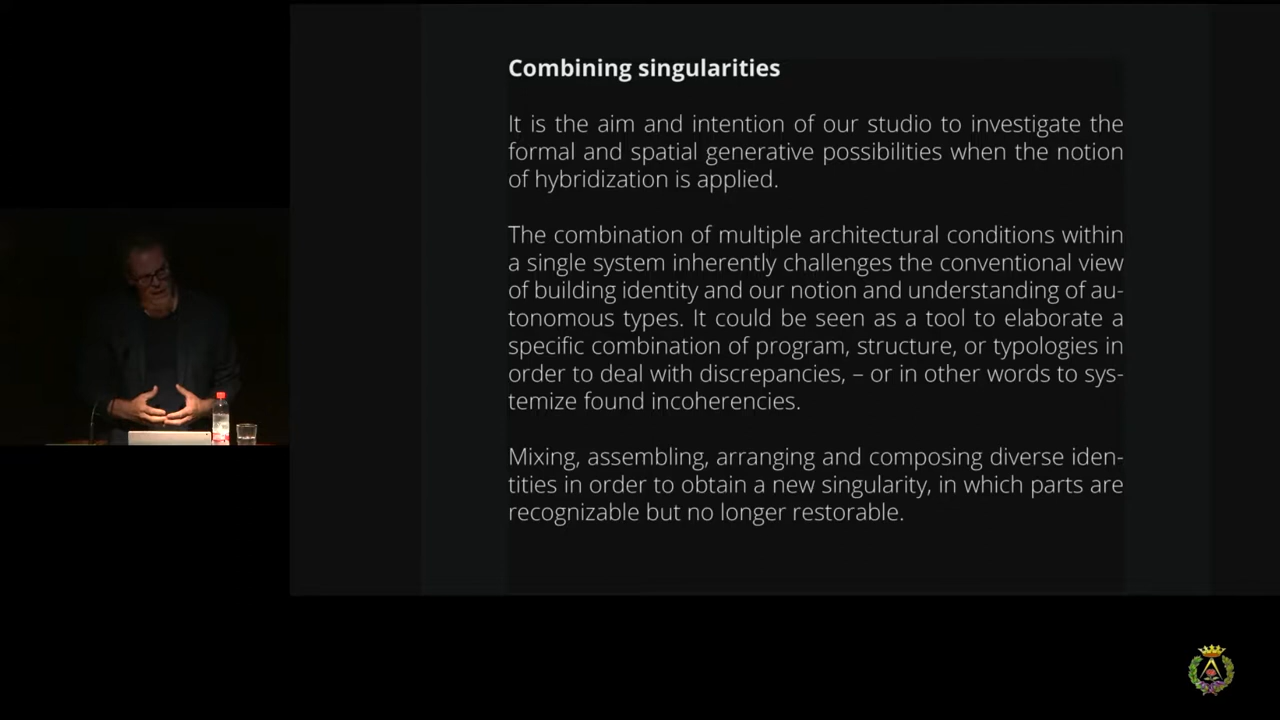 Combining singularities
It is the aim and intention of our studio to investigate the
formal and spatial generative possibilities when the notion
of hybridization is applied.
The combination of multiple architectural conditions within
a single system inherently challenges the conventional view
of building identity and our notion and understanding of au-
tonomous types. It could be seen as a tool to elaborate a
specific combination of program, structure, or typologies in
order to deal with discrepancies, – or in other words to sys-
temize found incoherencies.
Mixing, assembling, arranging and composing diverse iden-
tities in order to obtain a new singularity, in which parts are
recognizable but no longer restorable.